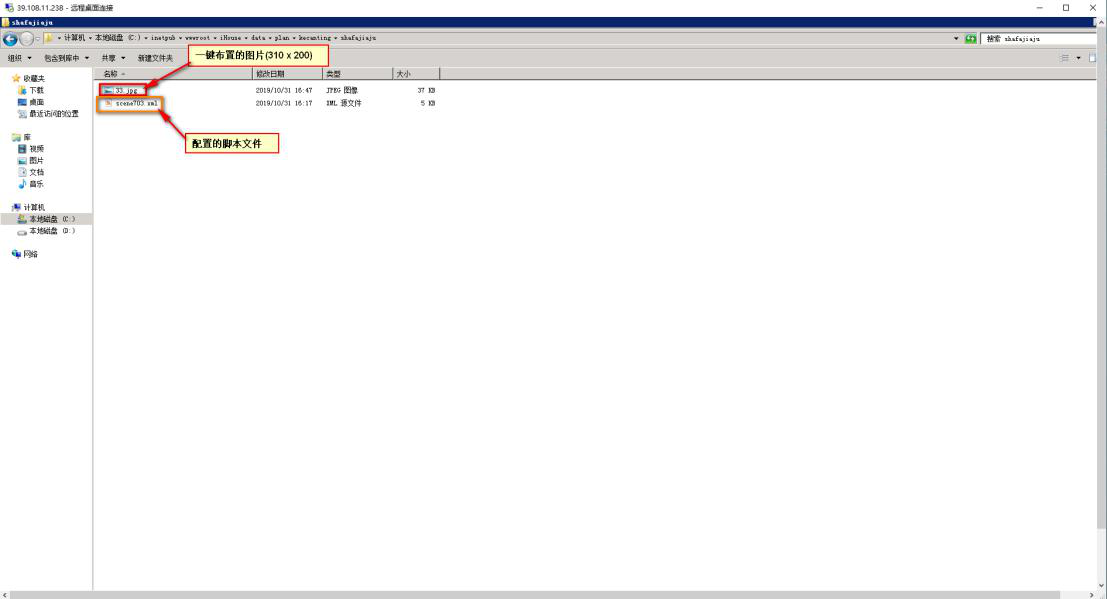 39.108.11.238 - 远程桌面连接
shafajiaju
计算机 本地磁盘 (C:) inetpub wwwroot iHouse data plan kecanting shafajiaju
搜索 shafajiaju
组织 包含到库中 共享 新建文件夹
一键布置的图片(310 x 200)
名称 修改日期 类型 大小
33.jpg 2019/10/31 16:47 JPEG 图像 37 KB
scene703.xml 2019/10/31 16:17 XML 源文件 5 KB
配置的脚本文件
收藏夹
下载
桌面
最近访问的位置
库
视频
图片
文档
音乐
计算机
本地磁盘 (C:)
本地磁盘 (D:)
网络